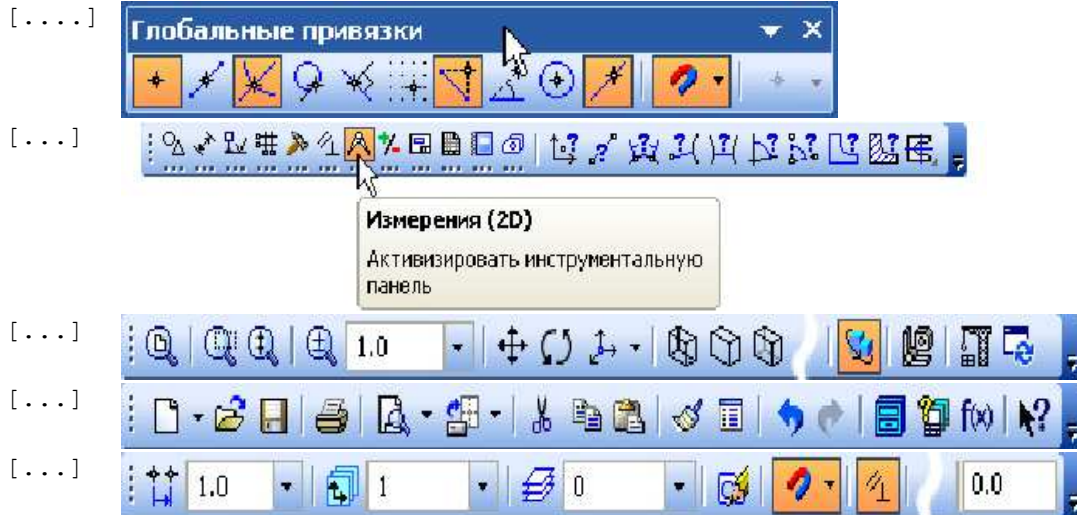 [....] Глобальные привязки
[...]
Измерения (2D)
Активизировать инструментальную
панель
[...] 1.0
[...] f(x)
[...] 1.0 1 0 0.0